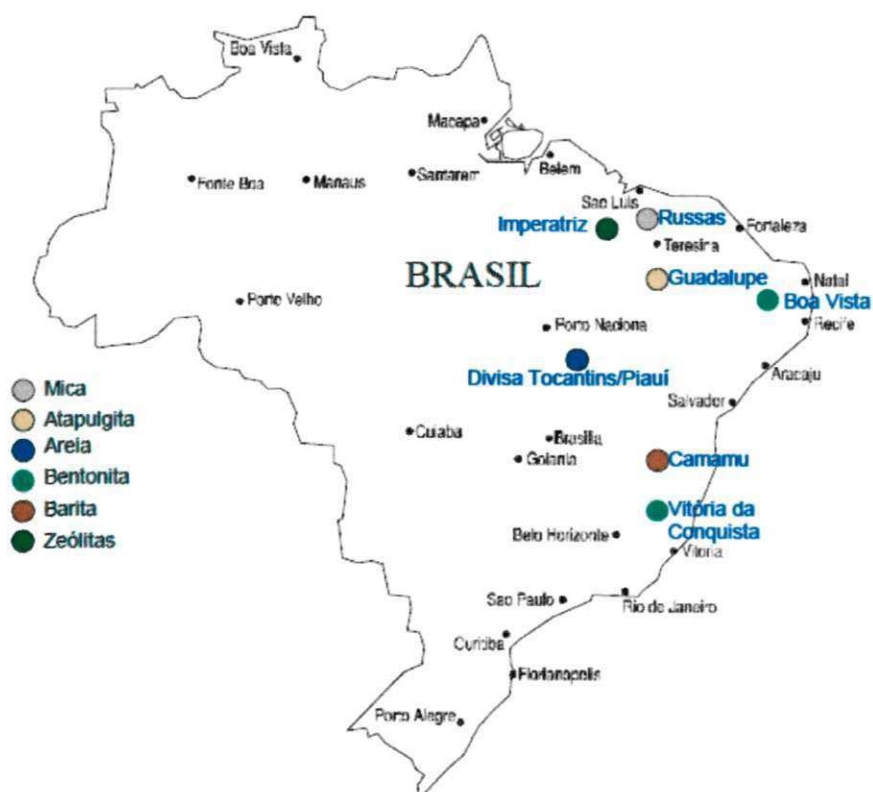 Boa Vista
Macapa
Belem
Fonte Boa
Manaus
Santarem
Sao Luis
Imperatriz
Russas
Fortaleza
Teresina
BRASIL
Guadalupe
Natal
Boa Vista
Porto Velho
Recife
Porto Naciona
Mica
Divisa Tocantins/Piauí
Aracaju
Salvador
Atapulgita
Areia
Cuiaba
Brasilia
Goiania
Camamu
Bentonita
Barita
Vitória da
Conquista
Belo Horizonte
Zeólitas
Vitoria
Sao Paulo
Rio de Janeiro
Curitiba
Florianopolis
Porto Alegre